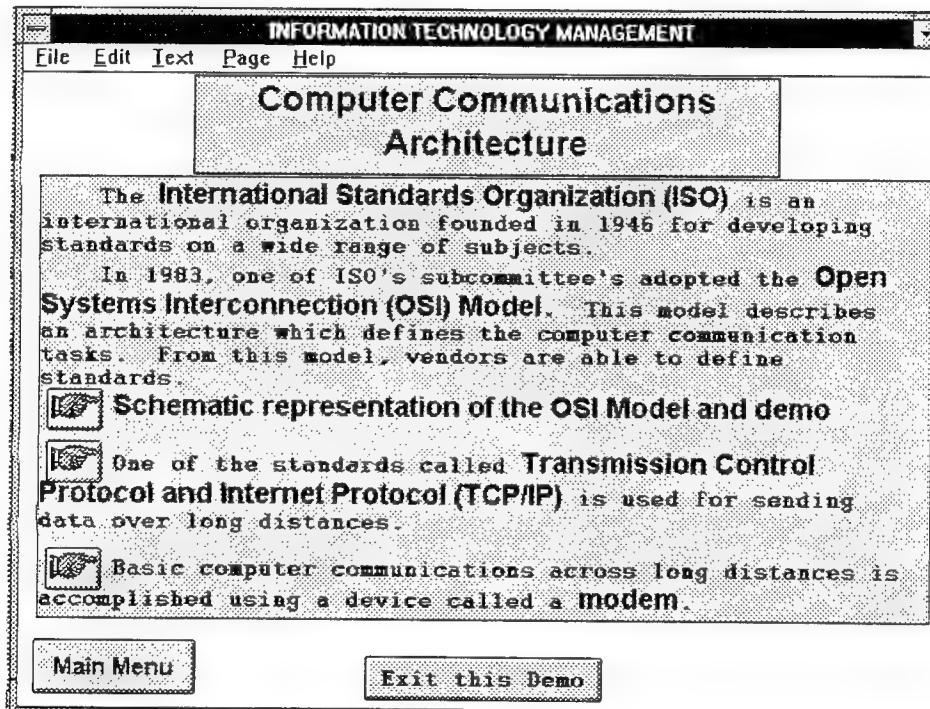 INFORMATION TECHNOLOGY MANAGEMENT
File Edit Text Page Help
Computer Communications
Architecture
The International Standards Organization (ISO) is an
international organization founded in 1946 for developing
standards on a wide range of subjects.
In 1983, one of ISO's subcommittee's adopted the Open
Systems Interconnection (OSI) Model. This model describes
an architecture which defines the computer communication
tasks. From this model, vendors are able to define
standards.
Schematic representation of the OSI Model and demo
One of the standards called Transmission Control
Protocol and Internet Protocol (TCP/IP) is used for sending
data over long distances.
Basic computer communications across long distances is
accomplished using a device called a modem.
Main Menu
Exit this Demo